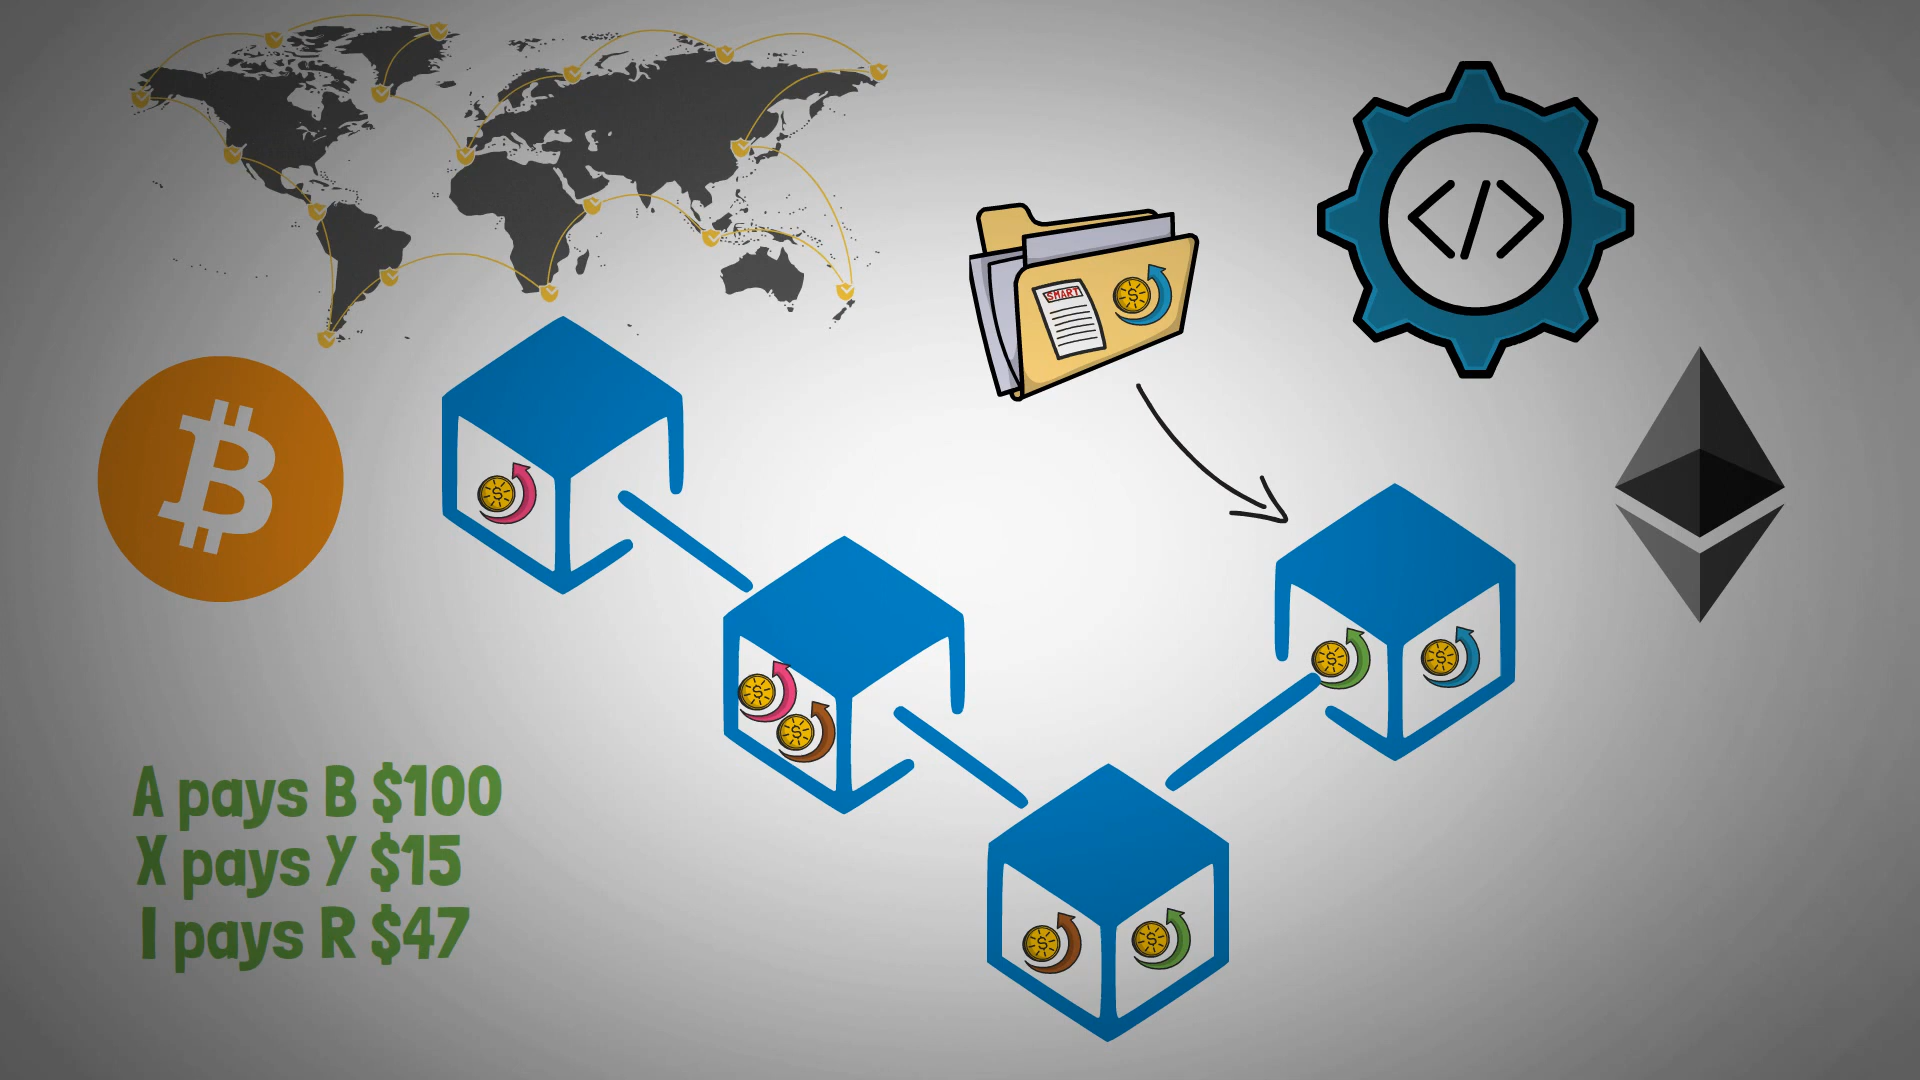 SMART
</>
A pays B $100
X pays Y $15
I pays R $47